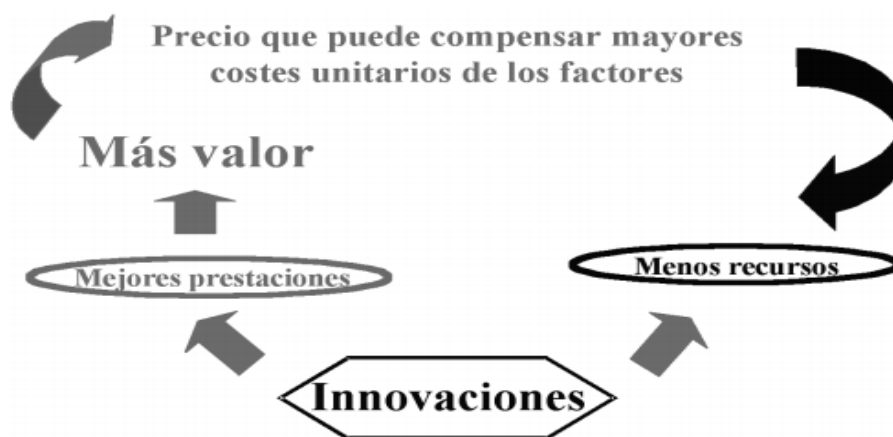 Precio que puede compensar mayores
costes unitarios de los factores
Más valor
Mejores prestaciones
Menos recursos
Innovaciones